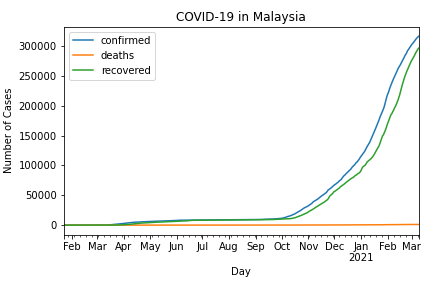 COVID-19 in Malaysia
confirmed
deaths
recovered
Number of Cases
300000
250000
200000
150000
100000
50000
0
Feb Mar Apr May Jun Jul Aug Sep Oct Nov Dec Jan Feb Mar
2021
Day